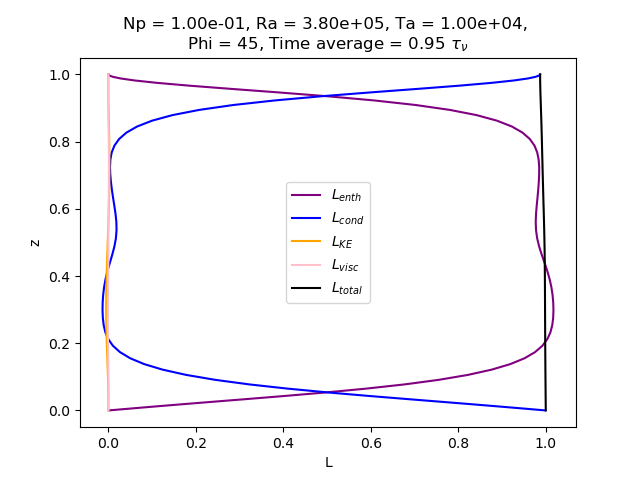 Np = 1.00e-01, Ra = 3.80e+05, Ta = 1.00e+04,
Phi = 45, Time average = 0.95 τν
1.0
0.8
0.6
0.4
0.2
0.0
z
Lenth
Lcond
LKE
Lvisc
Ltotal
0.0 0.2 0.4 0.6 0.8 1.0
L